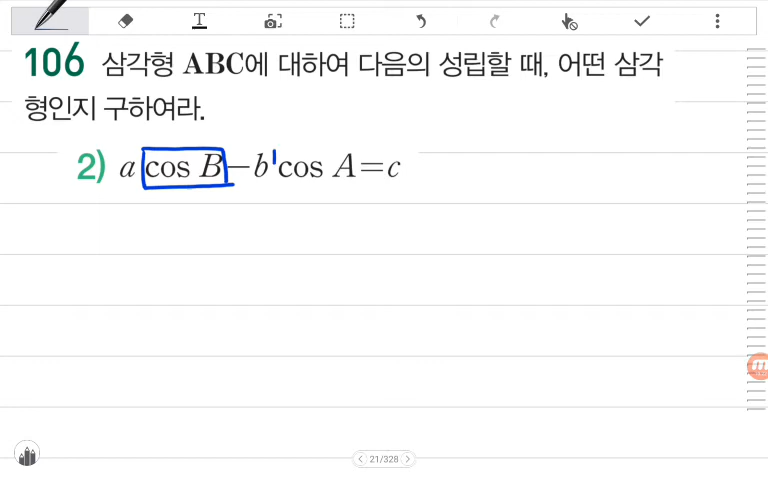 T
106 삼각형 ABC에 대하여 다음의 성립할 때, 어떤 삼각
형인지 구하여라.
2) a cos B-b cos A=c
21/328